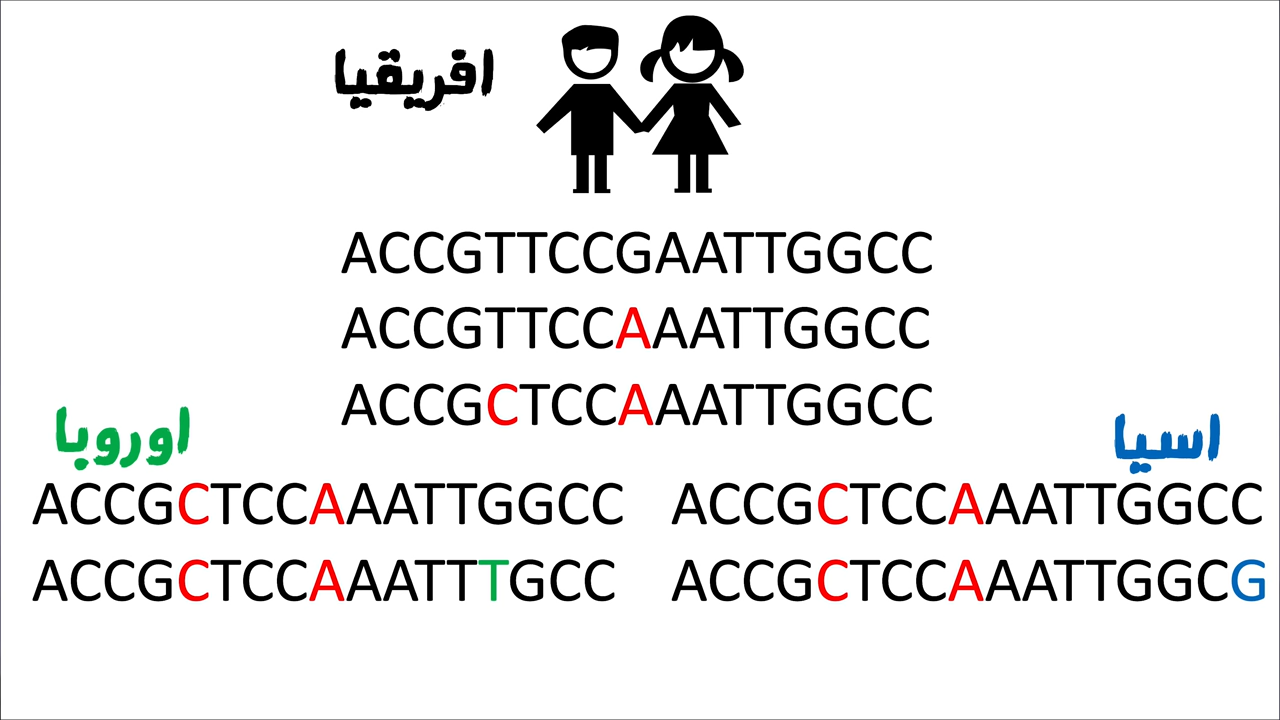 افريقيا
ACCGTTCCGAATTGGCC
ACCGTTCCAAATTGGCC
ACCGCTCCAAATTGGCC
اوروبا
اسيا
ACCGCTCCAAATTGGCC
ACCGCTCCAAATTGGCC
ACCGCTCCAAATTTGCC
ACCGCTCCAAATTGGCG